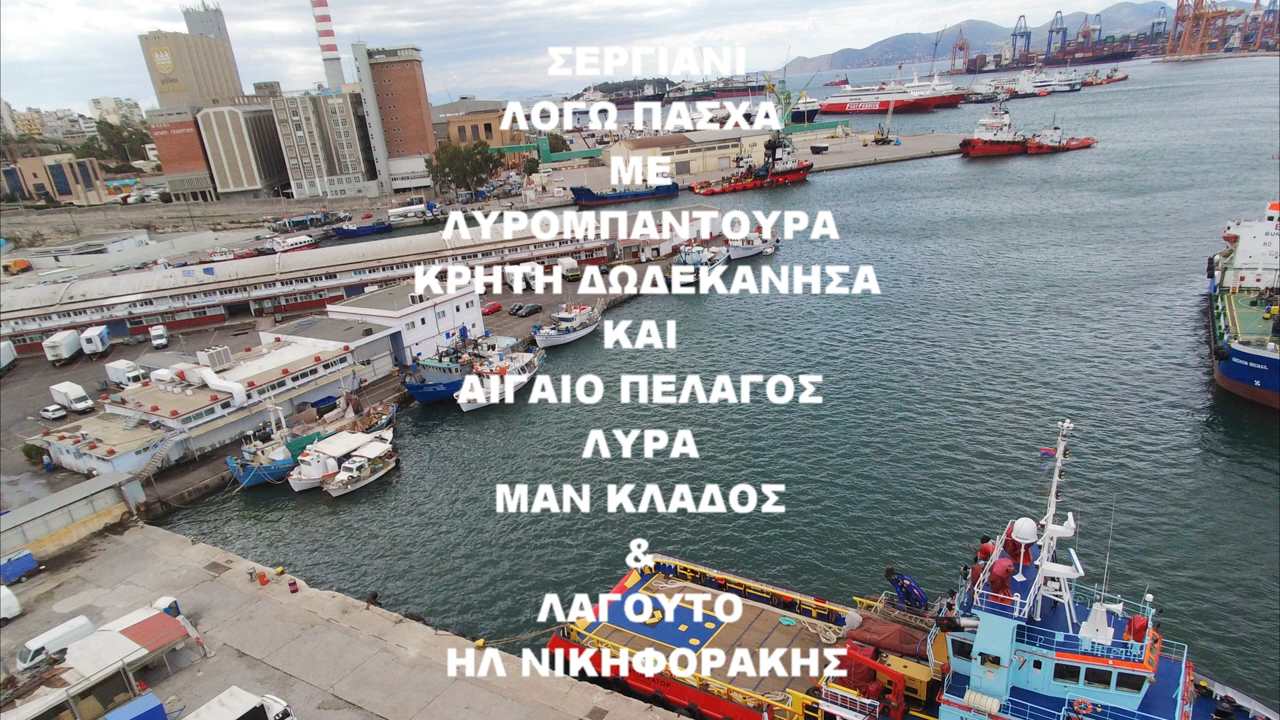 ΣΕΡΓΙΑΝΙ
ΛΟΓΩ ΠΑΣΧΑ
ΜΕ
ΛΥΡΟΜΠΑΝΤΟΥΡΑ
ΚΡΗΤΗ ΔΩΔΕΚΑΝΗΣΑ
ΚΑΙ
ΑΙΓΑΙΟ ΠΕΛΑΓΟΣ
ΛΥΡΑ
ΜΑΝ ΚΛΑΔΟΣ
&
ΛΑΓΟΥΤΟ
ΗΛ ΝΙΚΗΦΟΡΑΚΗΣ